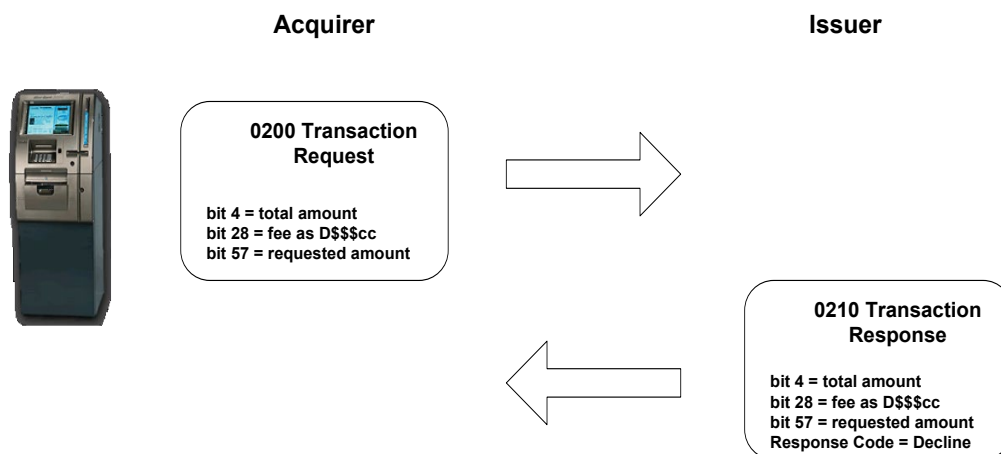 Acquirer
Issuer
0200 Transaction
Request
bit 4 = total amount
bit 28 = fee as D$$$cc
bit 57 = requested amount
0210 Transaction
Response
bit 4 = total amount
bit 28 = fee as D$$$cc
bit 57 = requested amount
Response Code = Decline